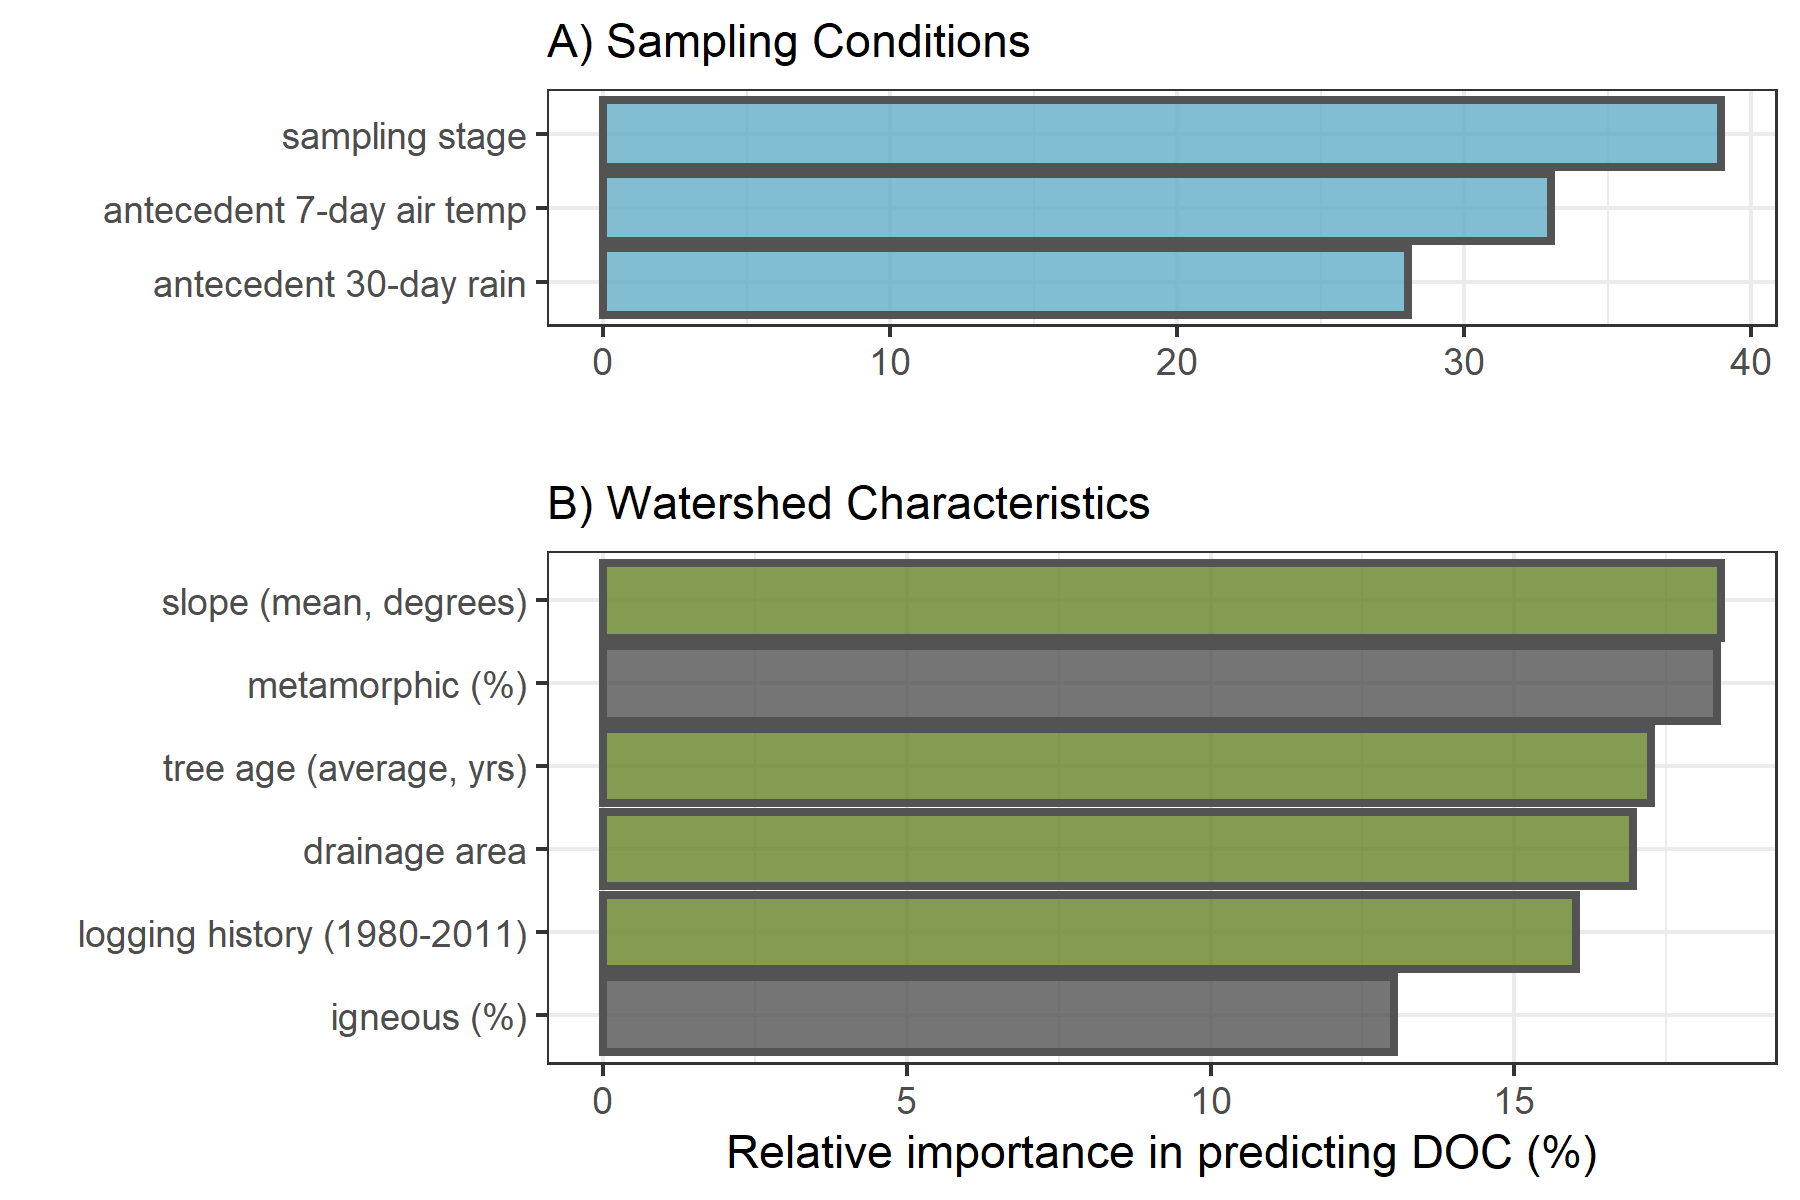 A) Sampling Conditions
sampling stage
antecedent 7-day air temp
antecedent 30-day rain
0 10 20 30 40
B) Watershed Characteristics
slope (mean, degrees)
metamorphic (%)
tree age (average, yrs)
drainage area
logging history (1980-2011)
igneous (%)
0 5 10 15
Relative importance in predicting DOC (%)